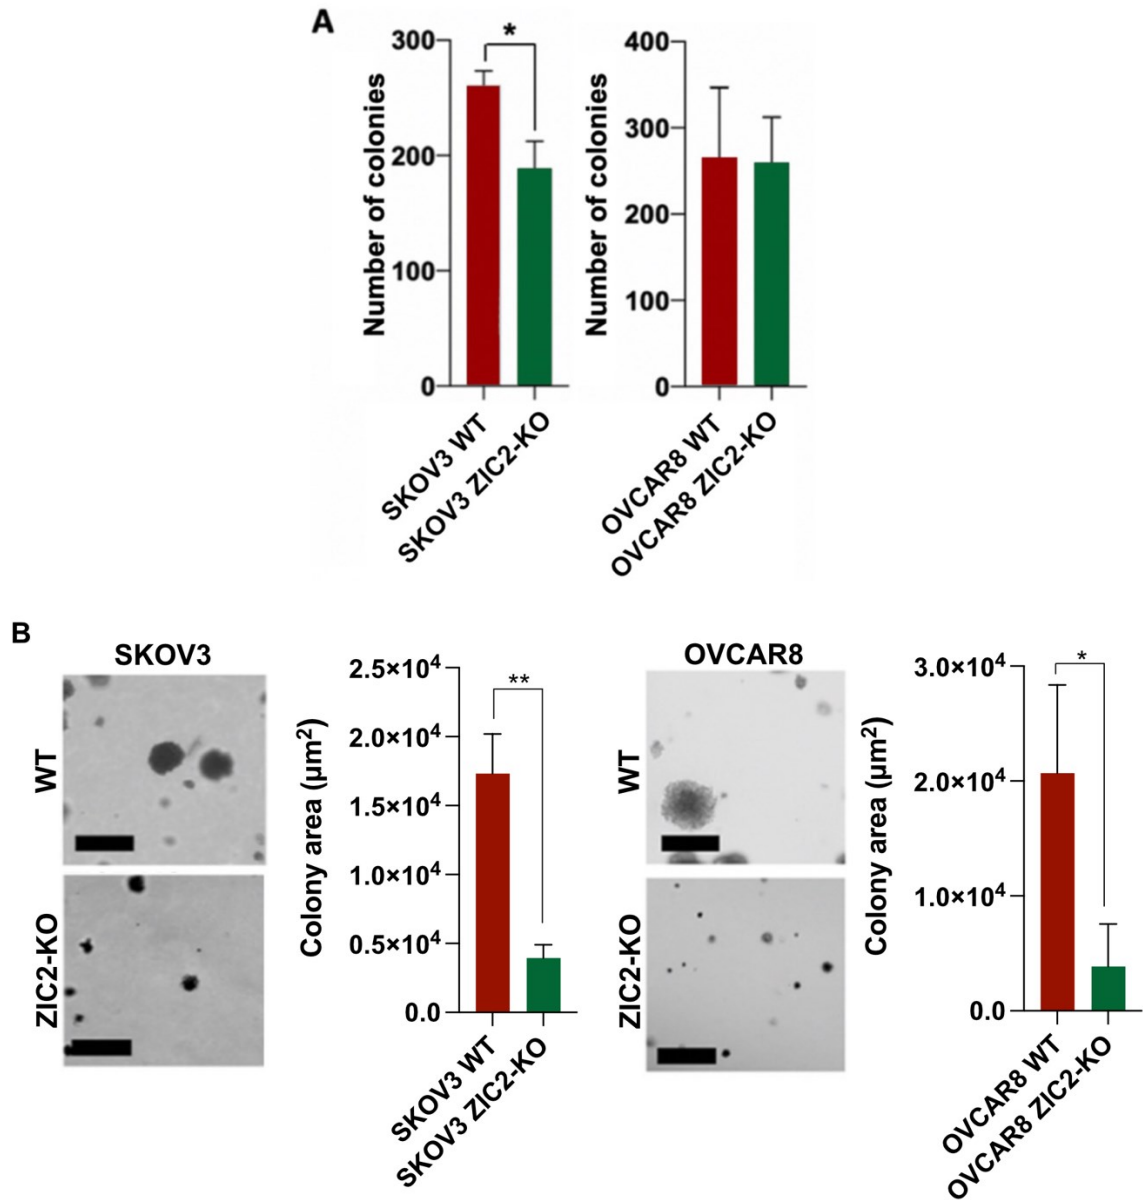 A
Number of colonies
300
200
100
0
*
SKOV3 WT
SKOV3 ZIC2-KO
Number of colonies
400
300
200
100
0
OVCAR8 WT
OVCAR8 ZIC2-KO
B
SKOV3
WT
ZIC2-KO
Colony area (µm²)
2.5×10⁴
2.0×10⁴
1.5×10⁴
1.0×10⁴
0.5×10⁴
0.0
**
SKOV3 WT
SKOV3 ZIC2-KO
OVCAR8
WT
ZIC2-KO
Colony area (µm²)
3.0×10⁴
2.0×10⁴
1.0×10⁴
0.0
*
OVCAR8 WT
OVCAR8 ZIC2-KO